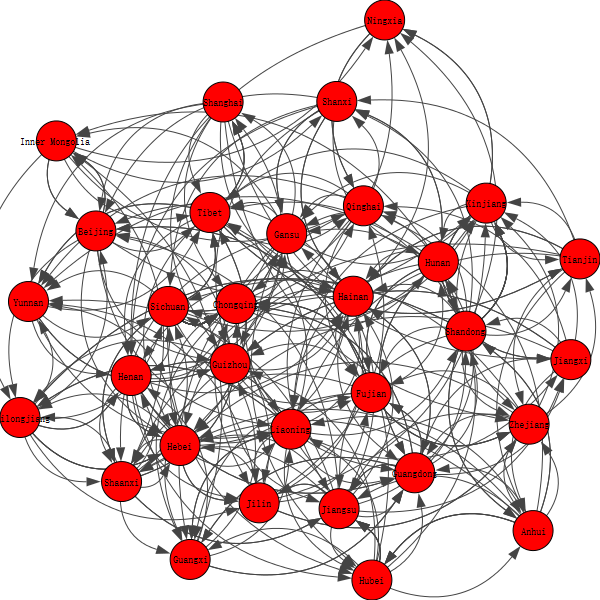 Ningxia
Shanghai
Shanxi
Inner Mongolia
Tibet
Qinghai
Xinjiang
Beijing
Gansu
Hunan
Tianjin
Yunnan
Sichuan
Chongqing
Hainan
Shandong
Henan
Guizhou
Jiangxi
Fujian
ilongjiang
Hebei
Liaoning
Zhejiang
Shaanxi
Guangdong
Jilin
Jiangsu
Anhui
Guangxi
Hubei